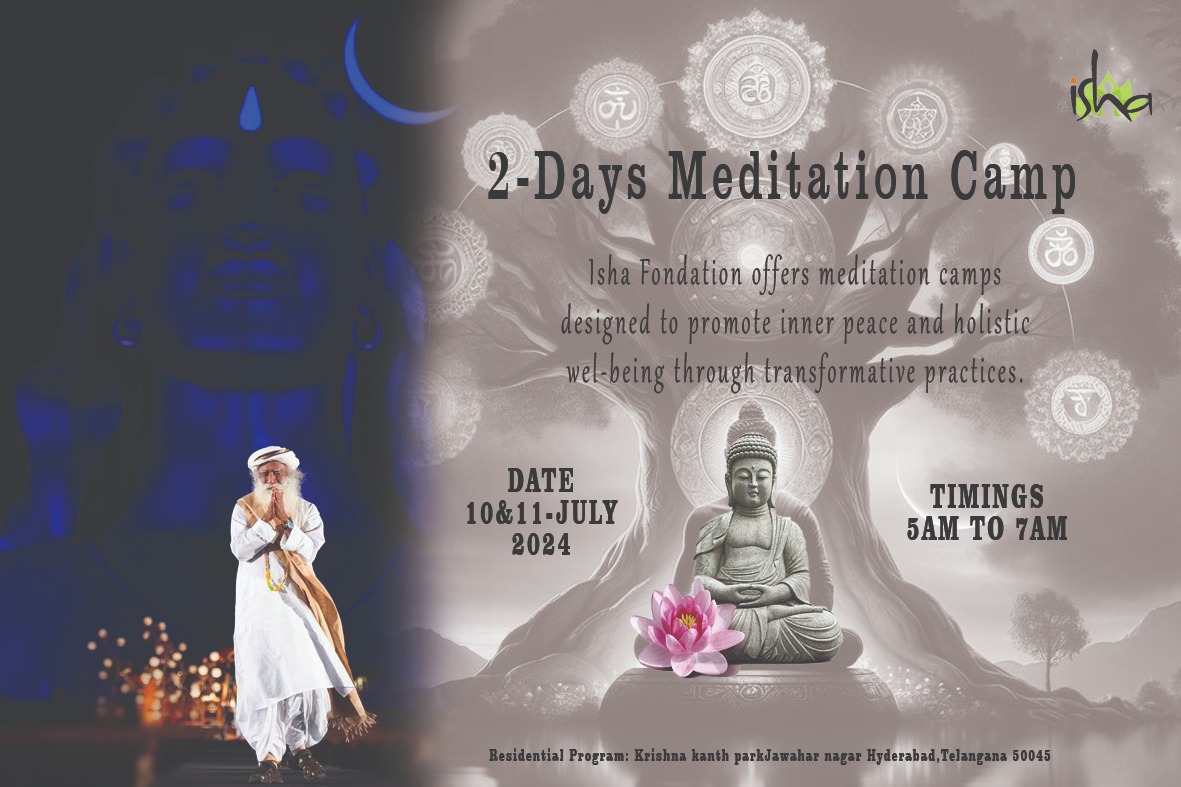 isha
2-Days Meditation Camp
Isha Fondation offers meditation camps
designed to promote inner peace and holistic
wel-being through transformative practices.
DATE
10&11-JULY
2024
TIMINGS
5AM TO 7AM
Residential Program: Krishna kanth parkJawahar nagar Hyderabad,Telangana 50045